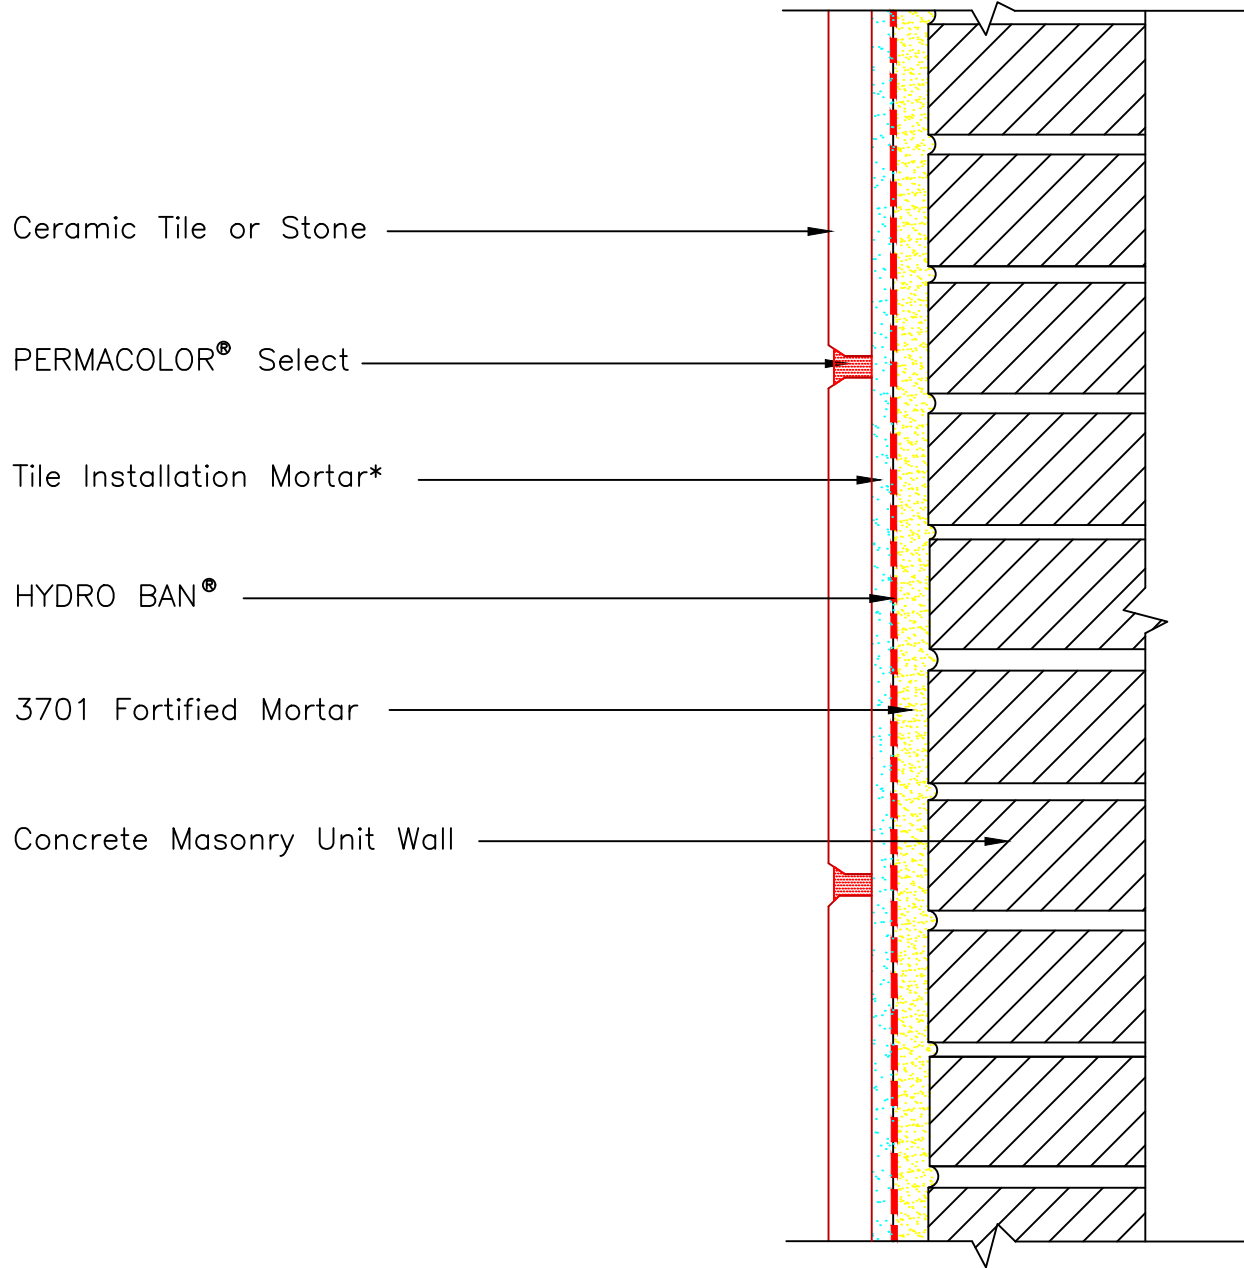 Ceramic Tile or Stone
PERMACOLOR® Select
Tile Installation Mortar*
HYDRO BAN®
3701 Fortified Mortar
Concrete Masonry Unit Wall